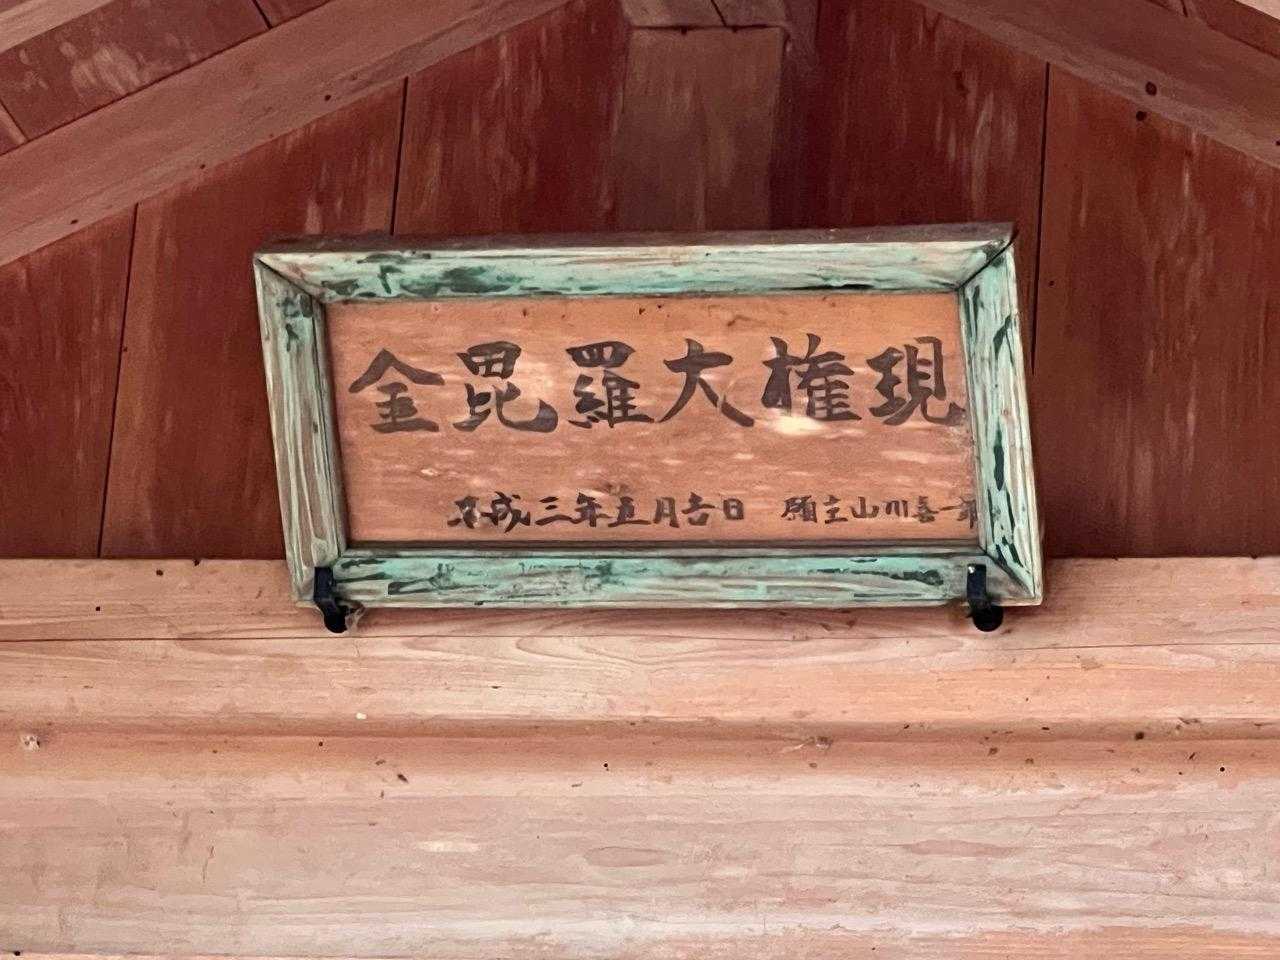 金毘羅大権現
平成三年五月吉日 願主山川喜一郎